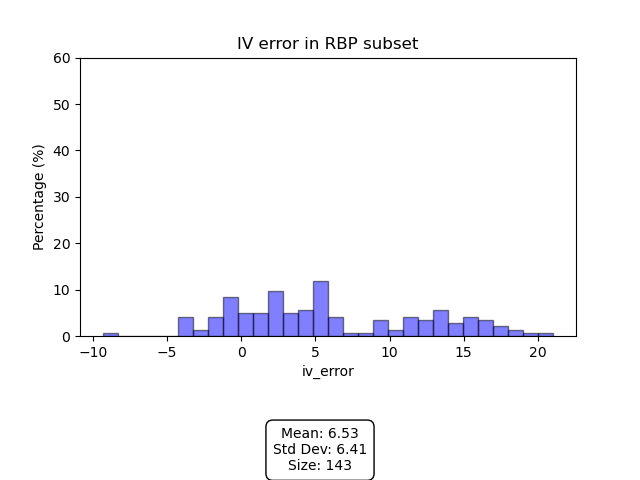 IV error in RBP subset
60
50
40
30
20
10
0
Percentage (%)
−10
−5
0
5
10
15
20
iv_error
Mean: 6.53
Std Dev: 6.41
Size: 143